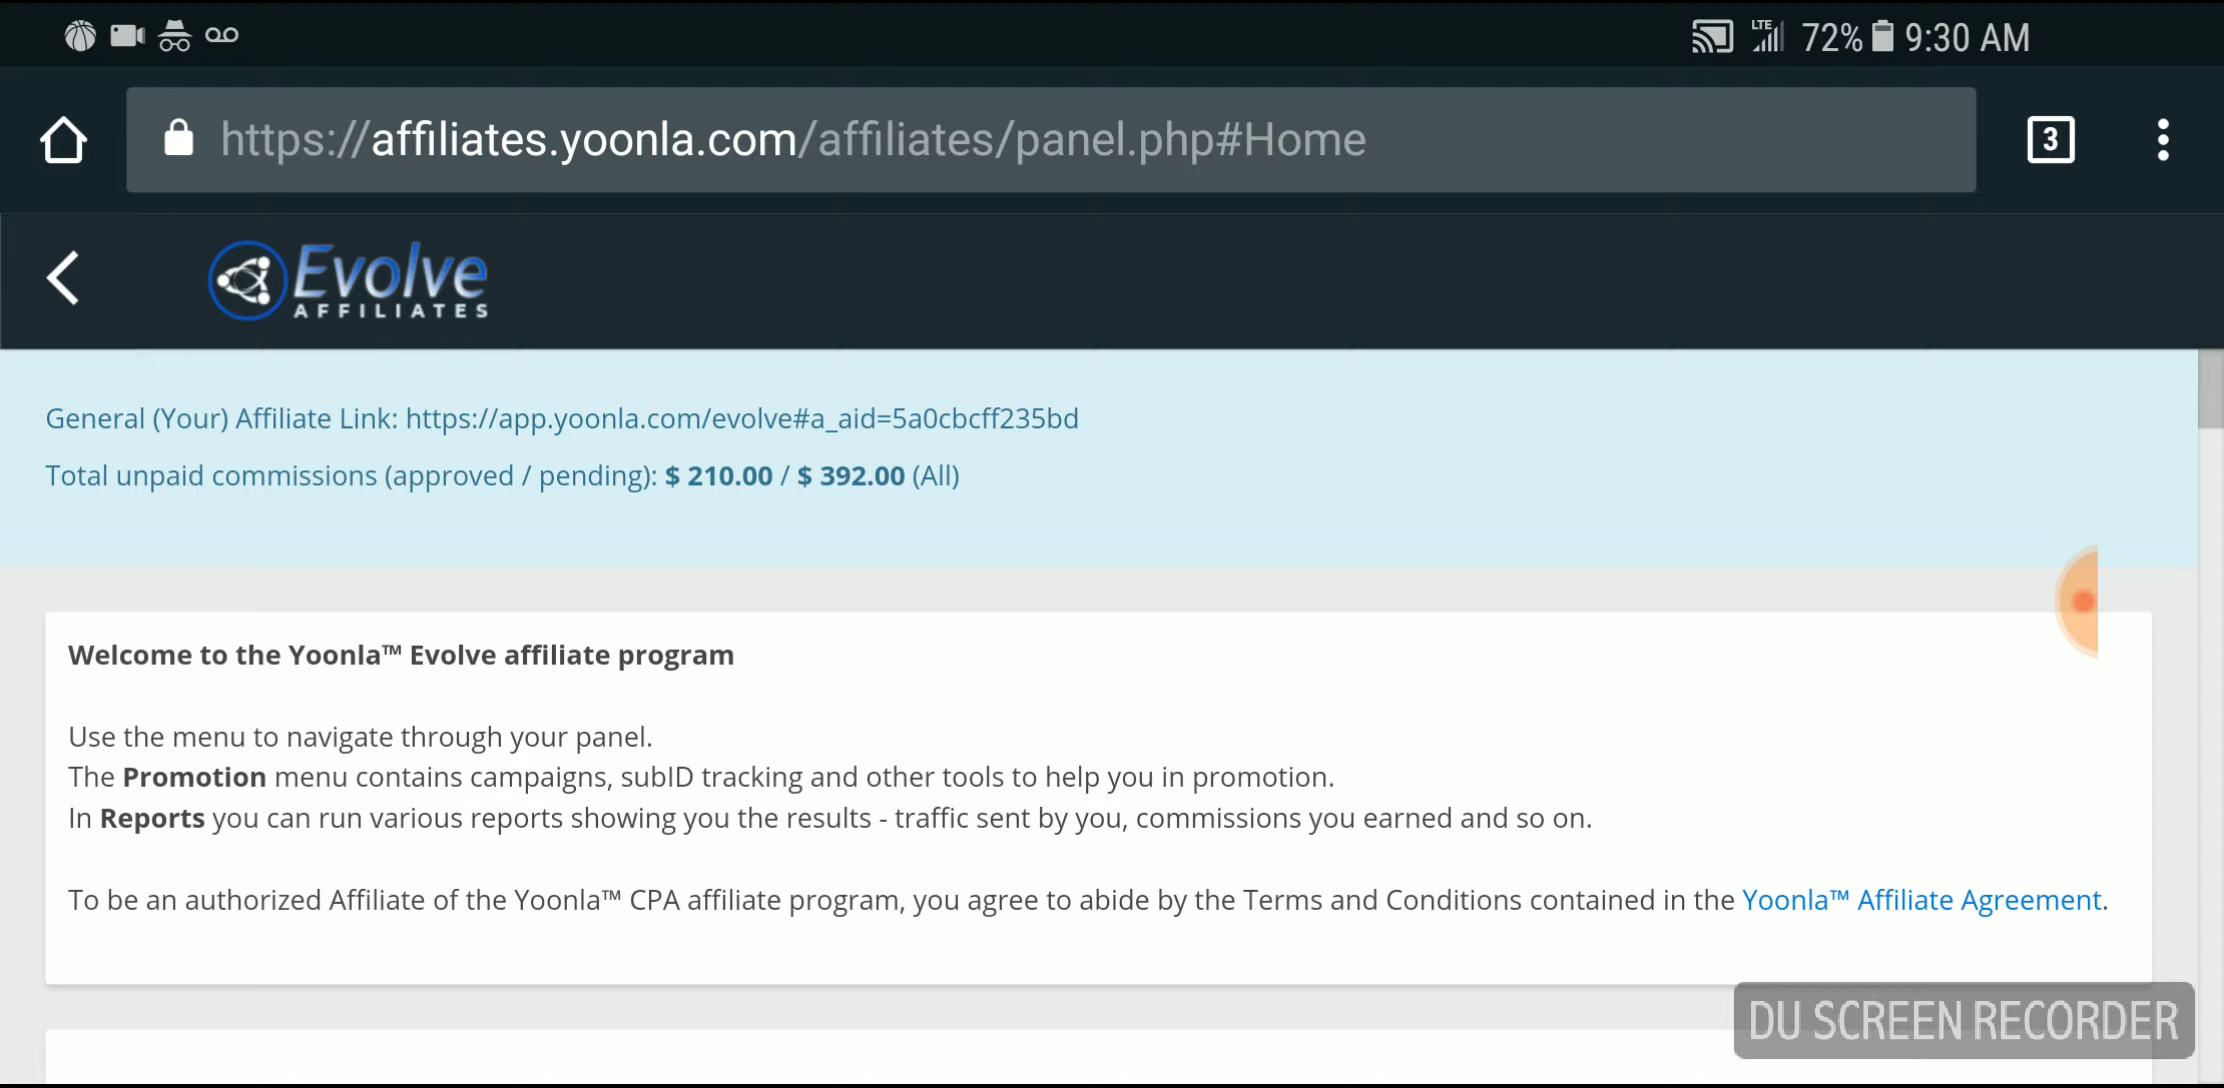 LTE 72% 9:30 AM
https://affiliates.yoonla.com/affiliates/panel.php#Home
3
Evolve
AFFILIATES
General (Your) Affiliate Link: https://app.yoonla.com/evolve#a_aid=5a0cbcff235bd
Total unpaid commissions (approved / pending): $ 210.00 / $ 392.00 (All)
Welcome to the Yoonla™ Evolve affiliate program
Use the menu to navigate through your panel.
The Promotion menu contains campaigns, subID tracking and other tools to help you in promotion.
In Reports you can run various reports showing you the results - traffic sent by you, commissions you earned and so on.
To be an authorized Affiliate of the Yoonla™ CPA affiliate program, you agree to abide by the Terms and Conditions contained in the Yoonla™ Affiliate Agreement.
DU SCREEN RECORDER